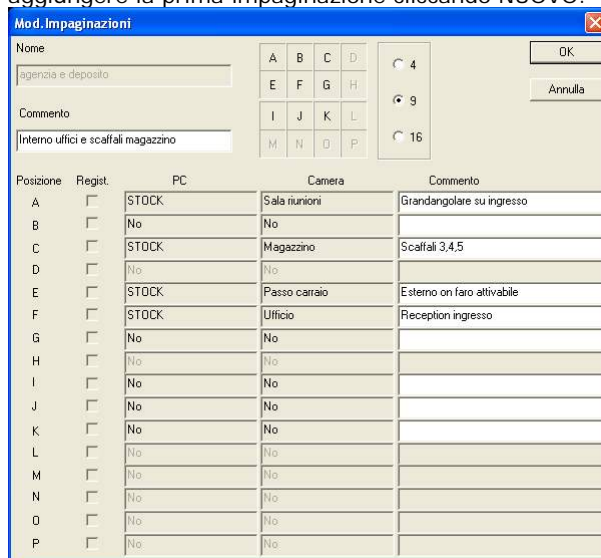 aggiungere la prima impaginazione cliccando NUOVO.
Mod.Impaginazioni
Nome
agenzia e deposito
Commento
Interno uffici e scaffali magazzino
A B C D
E F G H
I J K L
M N O P
4
9
16
OK
Annulla
Posizione Regist. PC Camera Commento
A STOCK Sala riunioni Grandangolare su ingresso
B No No
C STOCK Magazzino Scaffali 3,4,5
D No No
E STOCK Passo carraio Esterno on faro attivabile
F STOCK Ufficio Reception ingresso
G No No
H No No
I No No
J No No
K No No
L No No
M No No
N No No
O No No
P No No